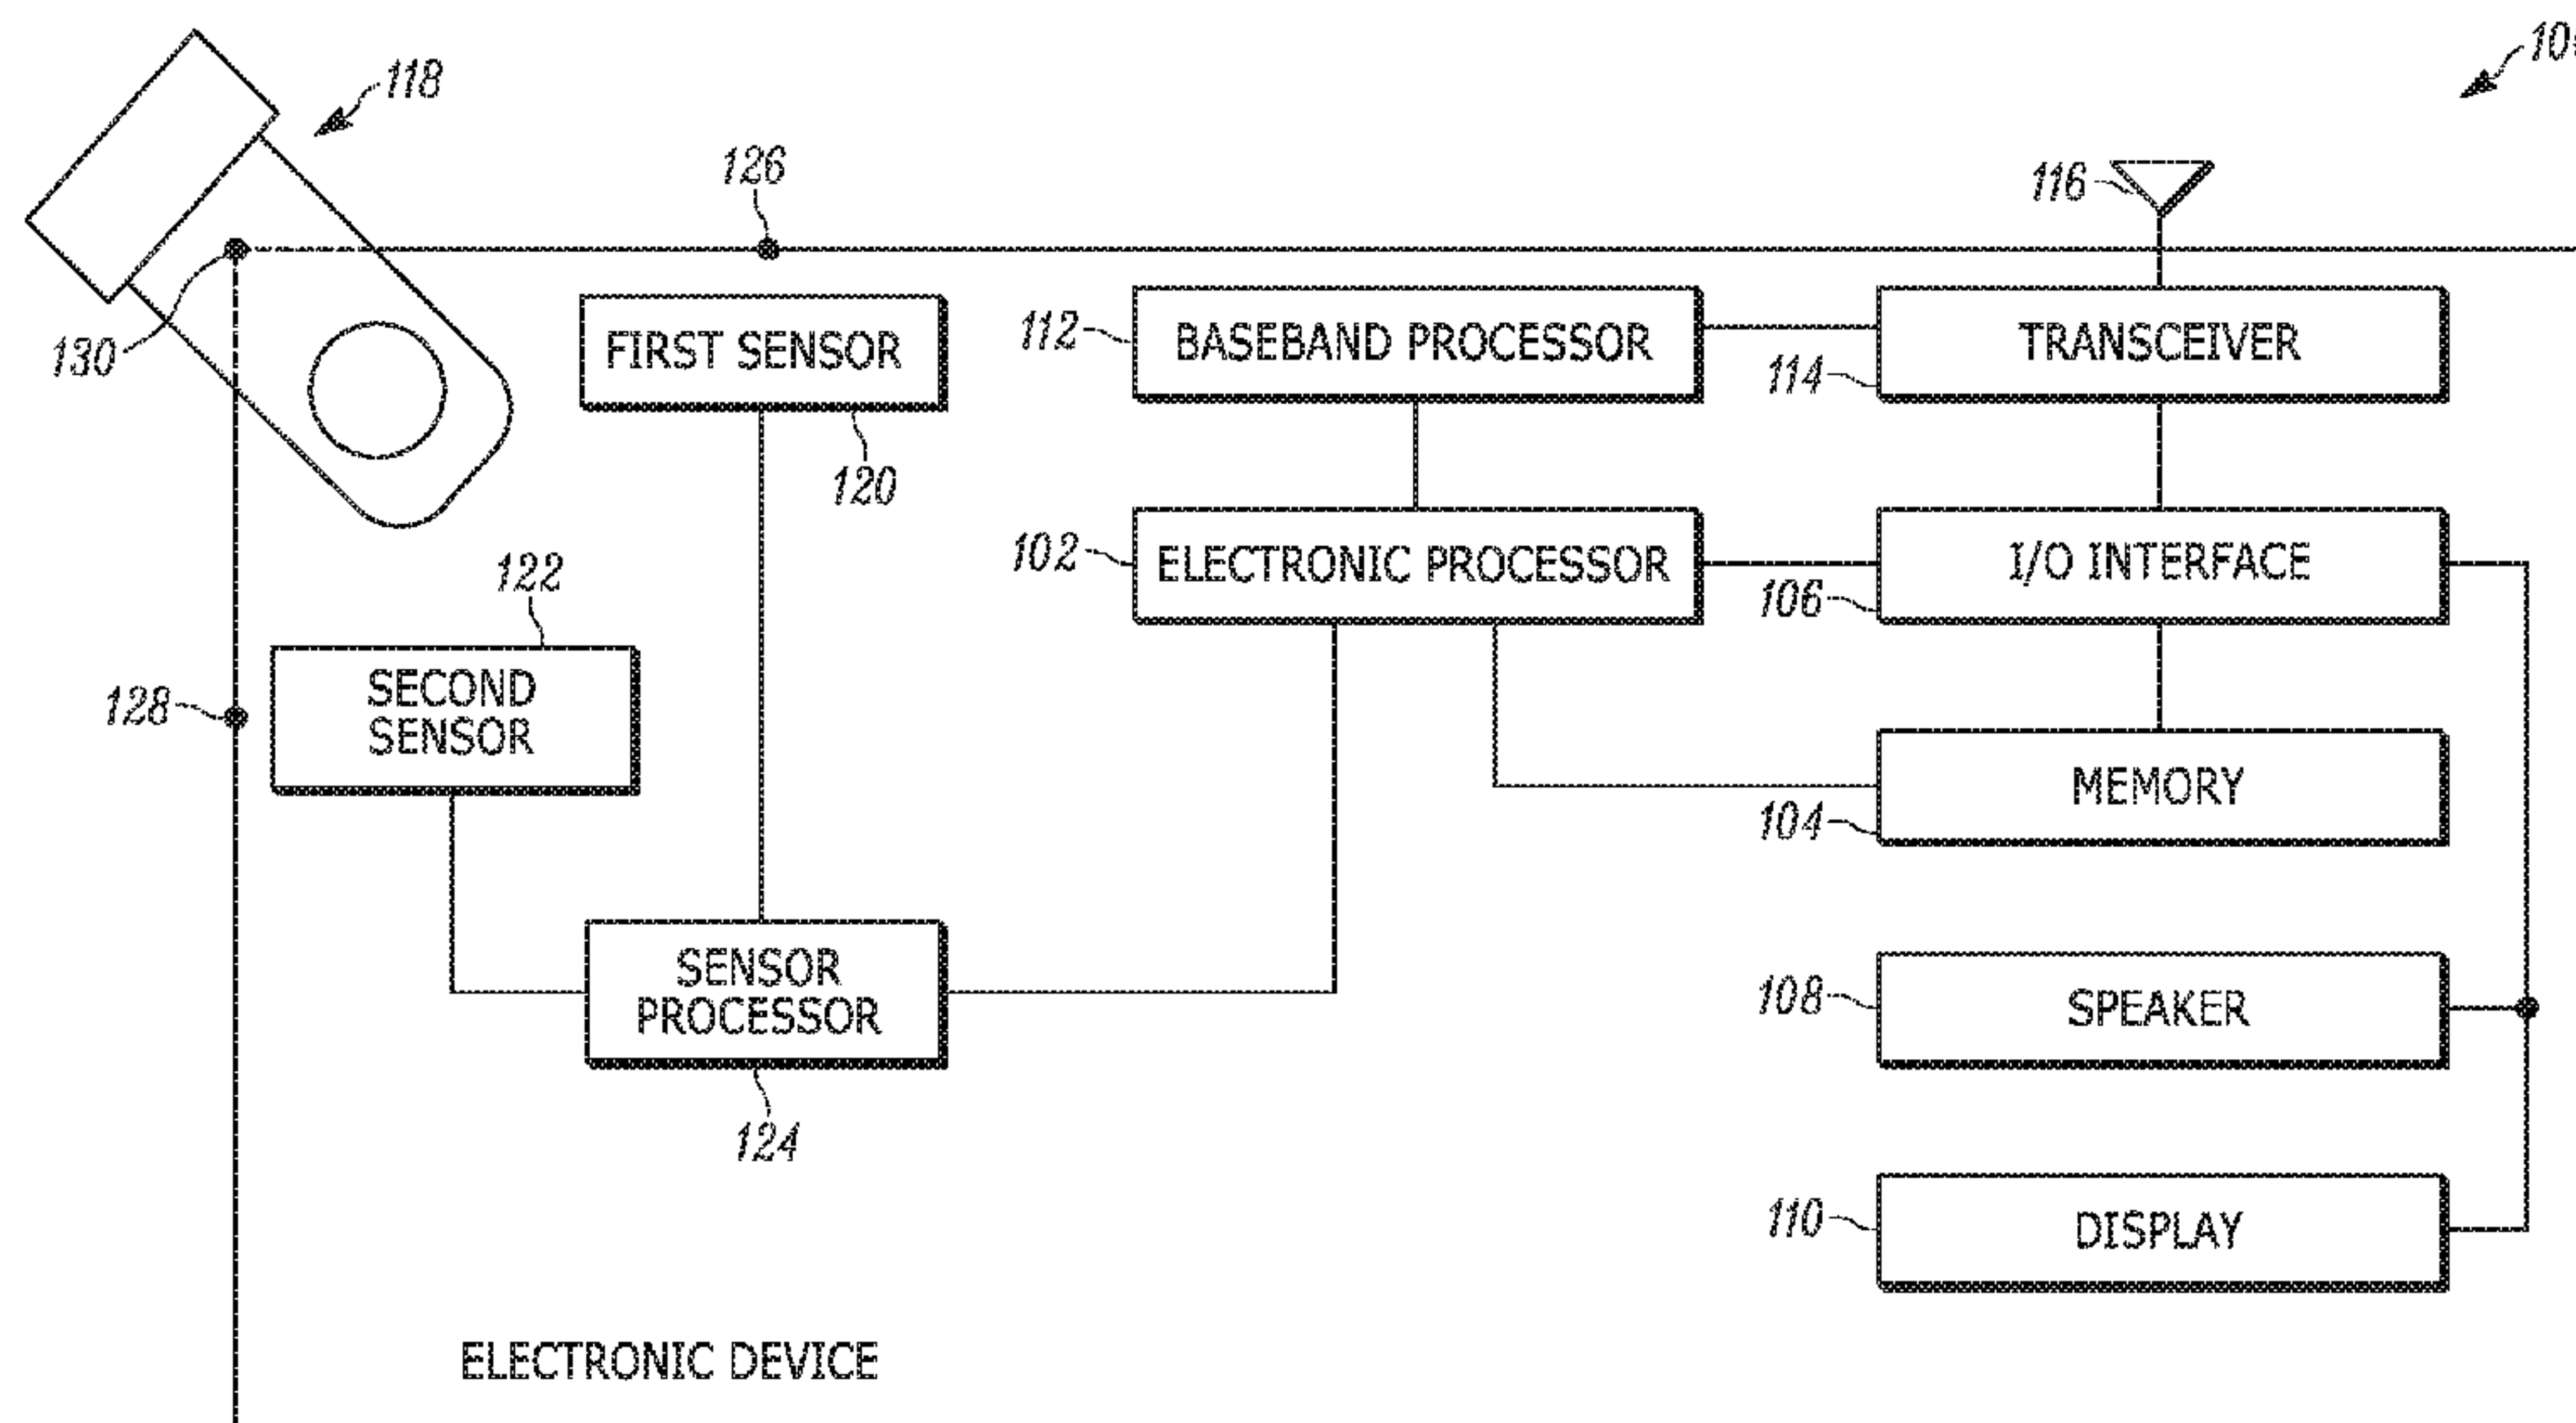 118
126
116
130
FIRST SENSOR
120
112
BASEBAND PROCESSOR
TRANSCEIVER
114
102
ELECTRONIC PROCESSOR
I/O INTERFACE
106
122
SECOND
SENSOR
128
MEMORY
104
SENSOR
PROCESSOR
124
108
SPEAKER
110
DISPLAY
ELECTRONIC DEVICE